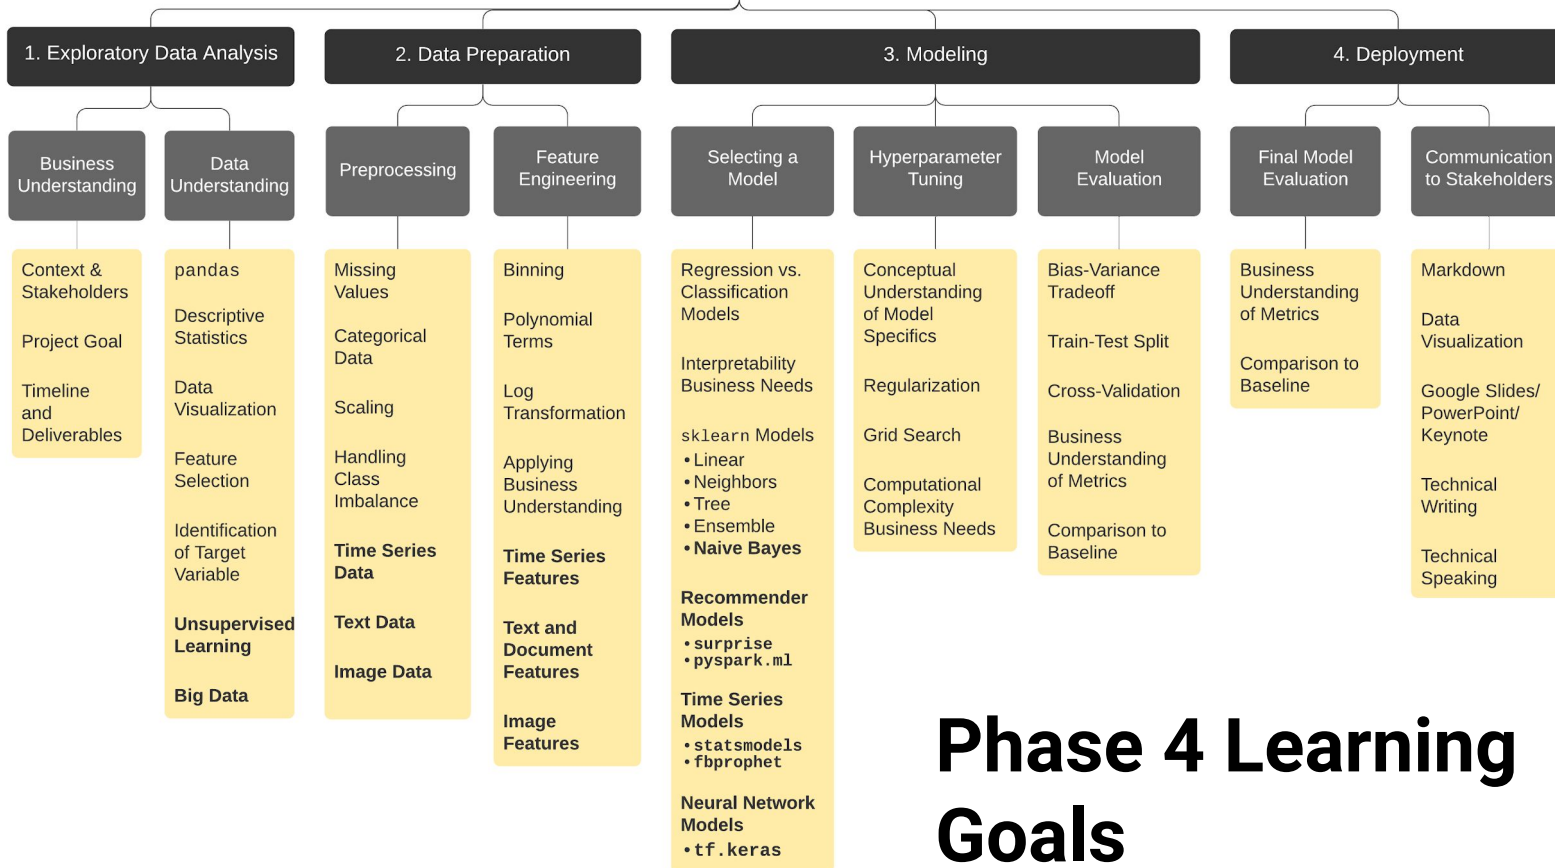 1. Exploratory Data Analysis
2. Data Preparation
3. Modeling
4. Deployment
Business
Understanding
Data
Understanding
Preprocessing
Feature
Engineering
Selecting a
Model
Hyperparameter
Tuning
Model
Evaluation
Final Model
Evaluation
Communication
to Stakeholders
Context &
Stakeholders
Project Goal
Timeline
and
Deliverables
pandas
Descriptive
Statistics
Data
Visualization
Feature
Selection
Identification
of Target
Variable
Unsupervised
Learning
Big Data
Missing
Values
Categorical
Data
Scaling
Handling
Class
Imbalance
Time Series
Data
Text Data
Image Data
Binning
Polynomial
Terms
Log
Transformation
Applying
Business
Understanding
Time Series
Features
Text and
Document
Features
Image
Features
Regression vs.
Classification
Models
Interpretability
Business Needs
sklearn Models
• Linear
• Neighbors
• Tree
• Ensemble
• Naive Bayes
Recommender
Models
• surprise
• pyspark.ml
Time Series
Models
• statsmodels
• fbprophet
Neural Network
Models
• tf.keras
Conceptual
Understanding
of Model
Specifics
Regularization
Grid Search
Computational
Complexity
Business Needs
Bias-Variance
Tradeoff
Train-Test Split
Cross-Validation
Business
Understanding
of Metrics
Comparison to
Baseline
Business
Understanding
of Metrics
Comparison to
Baseline
Markdown
Data
Visualization
Google Slides/
PowerPoint/
Keynote
Technical
Writing
Technical
Speaking
Phase 4 Learning
Goals